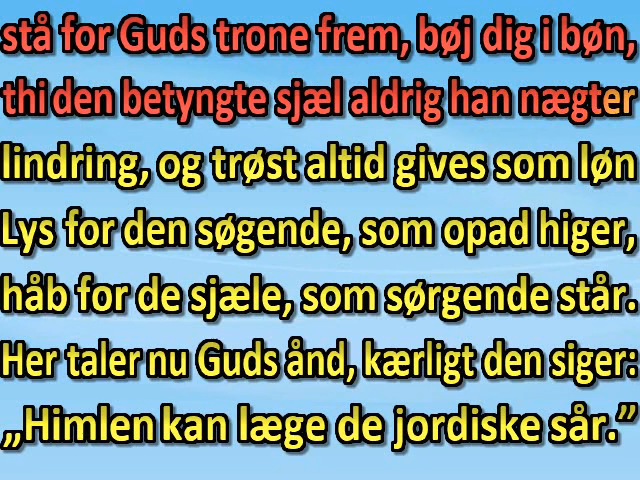 stå for Guds trone frem, bøj dig i bøn,
thi den betyngte sjæl aldrig han nægter
lindring, og trøst altid gives som løn
Lys for den søgende, som opad higer,
håb for de sjæle, som sørgende står.
Her taler nu Guds ånd, kærligt den siger:
„Himlen kan læge de jordiske sår.”